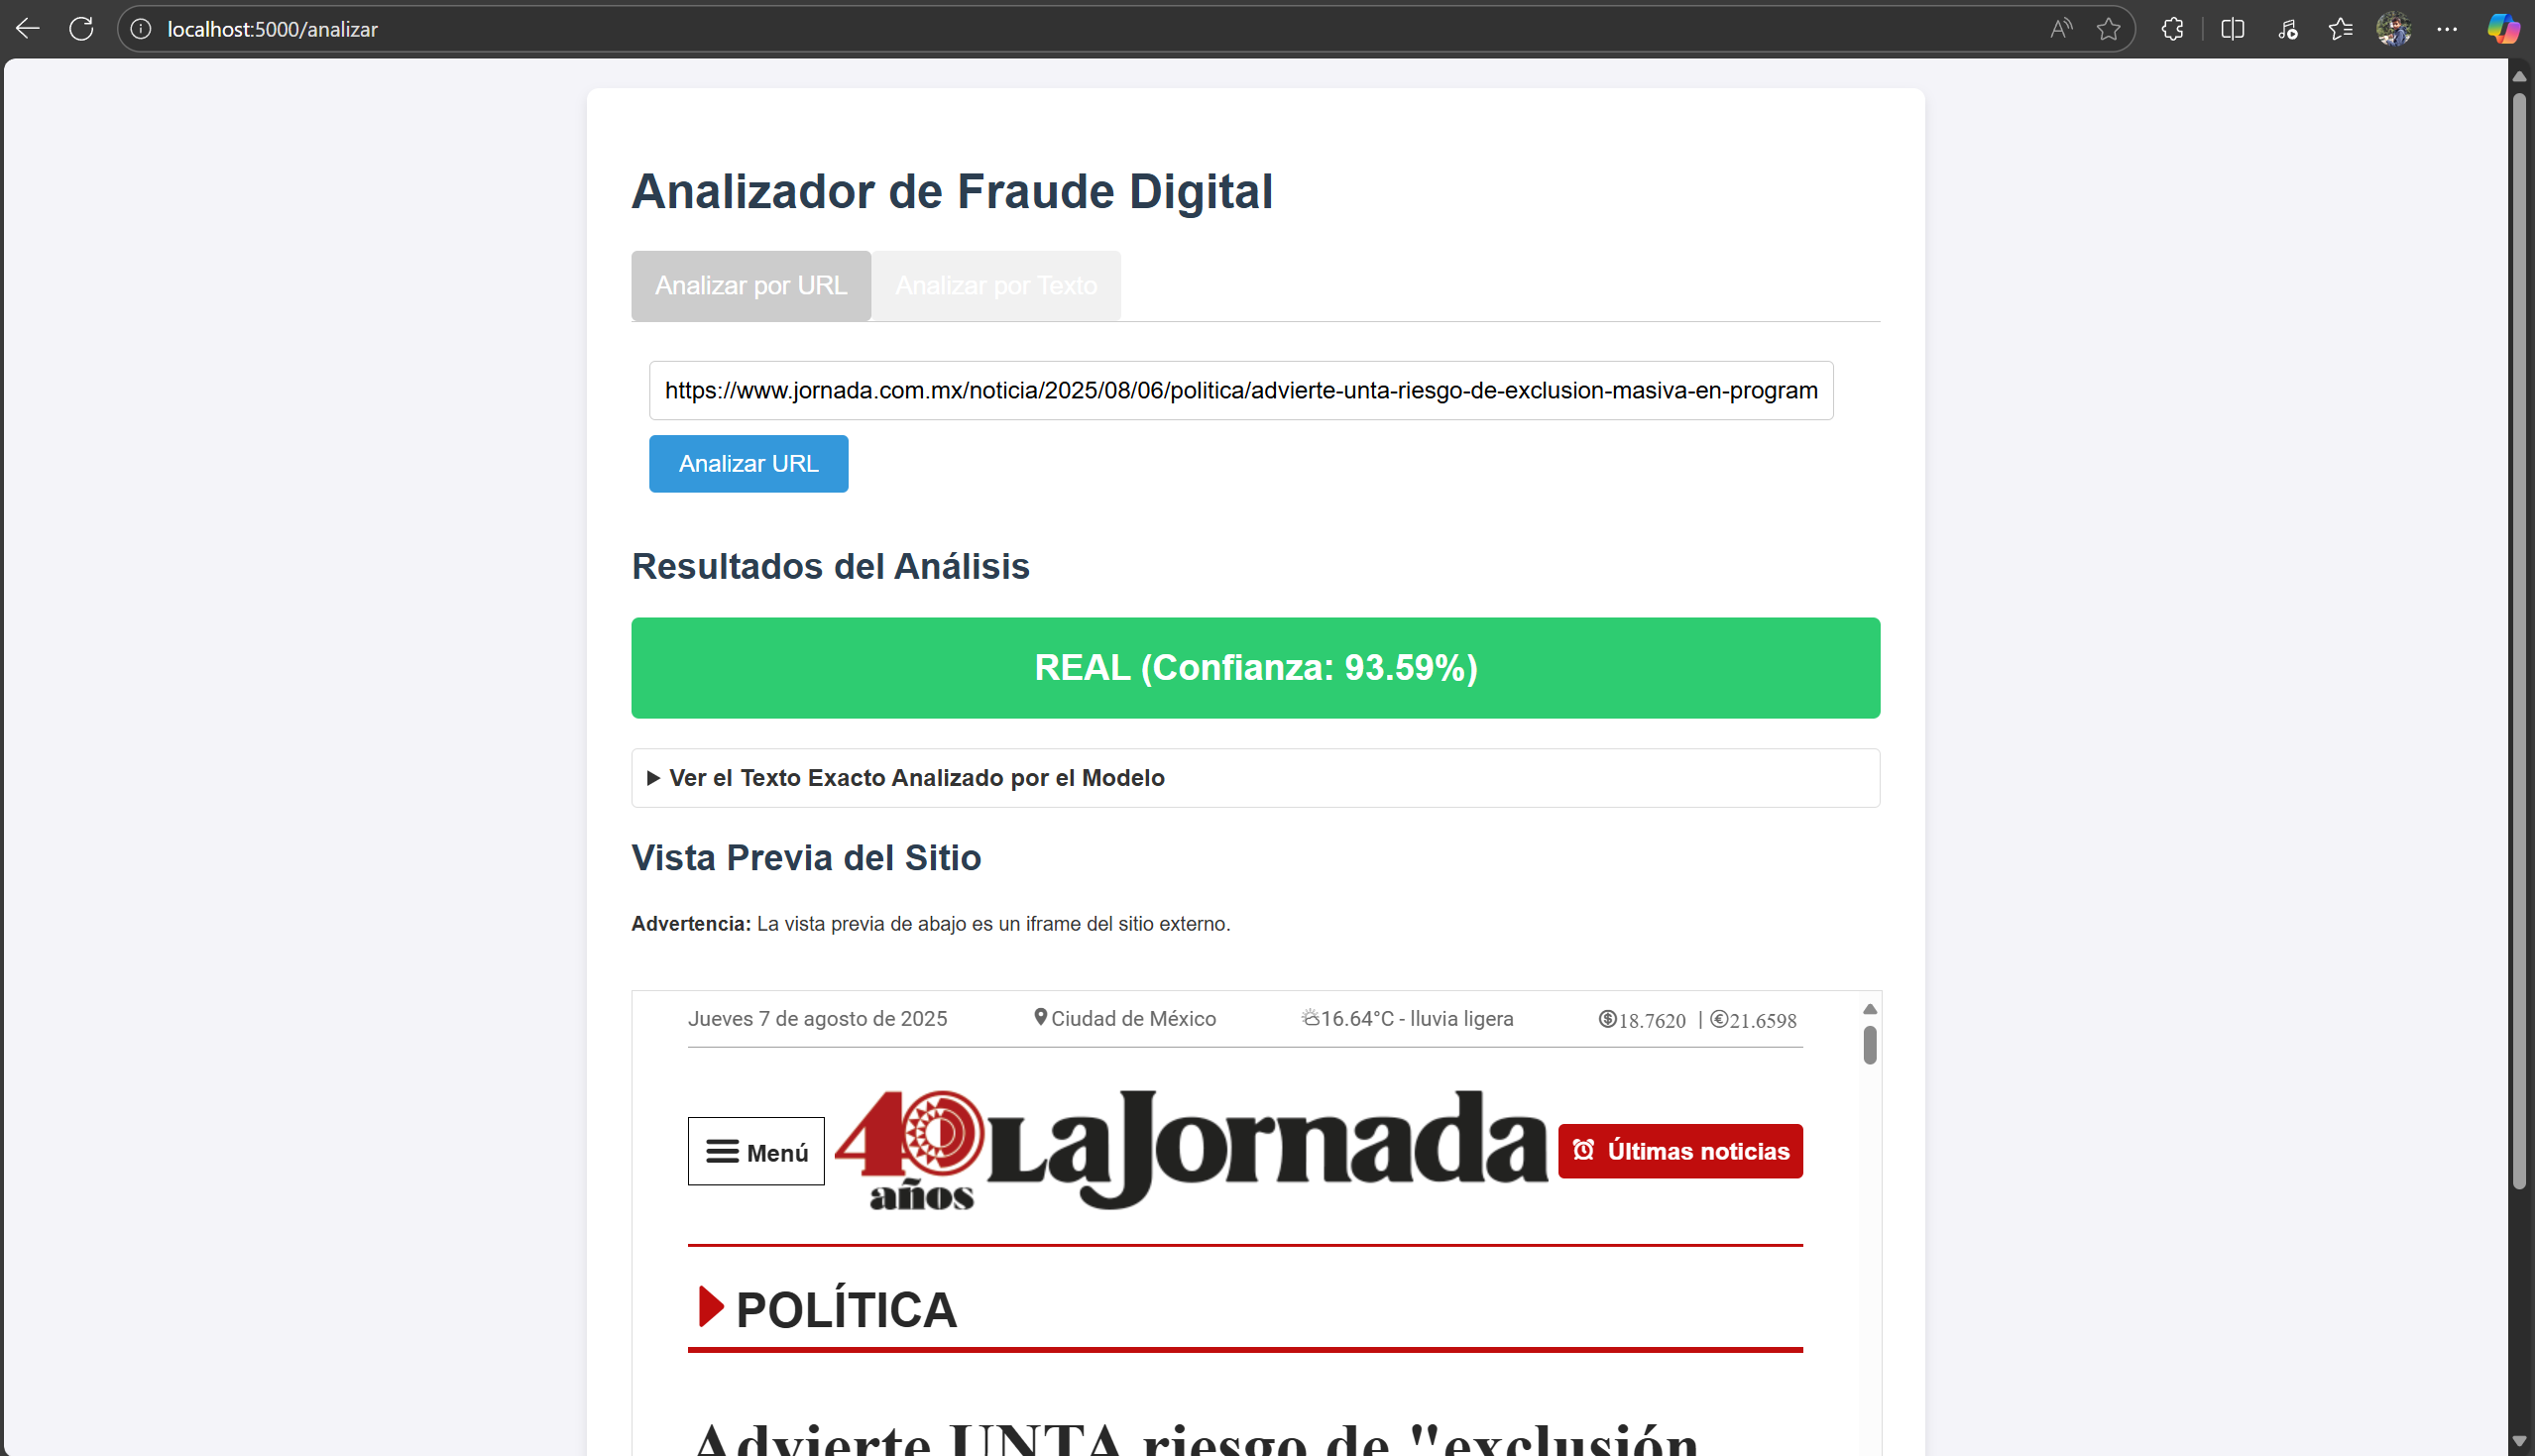 localhost:5000/analizar
Analizador de Fraude Digital
Analizar por URL
Analizar por Texto
https://www.jornada.com.mx/noticia/2025/08/06/politica/advierte-unta-riesgo-de-exclusion-masiva-en-program
Analizar URL
Resultados del Análisis
REAL (Confianza: 93.59%)
▶ Ver el Texto Exacto Analizado por el Modelo
Vista Previa del Sitio
Advertencia: La vista previa de abajo es un iframe del sitio externo.
Jueves 7 de agosto de 2025 Ciudad de México 16.64°C - lluvia ligera $18.7620 | €21.6598
Menú
40 años La Jornada
Últimas noticias
POLÍTICA
Advierte UNTA riesgo de "exclusión